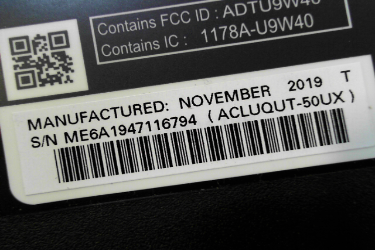 Contains FCC ID : ADTU9W40
Contains IC : 1178A-U9W40
MANUFACTURED: NOVEMBER 2019 T
S/N ME6A1947116794 ( ACLUQUT-50UX )